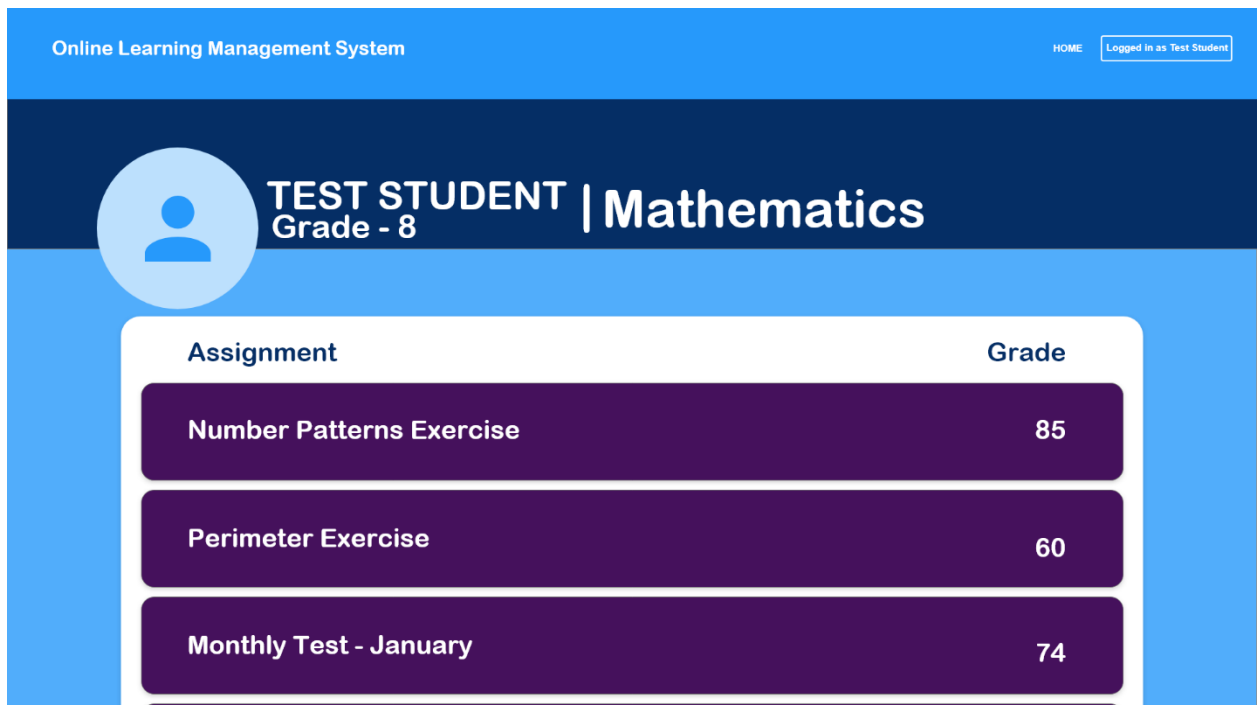 Online Learning Management System
HOME
Logged in as Test Student
TEST STUDENT
Grade - 8
| Mathematics
Assignment Grade
Number Patterns Exercise 85
Perimeter Exercise 60
Monthly Test - January 74